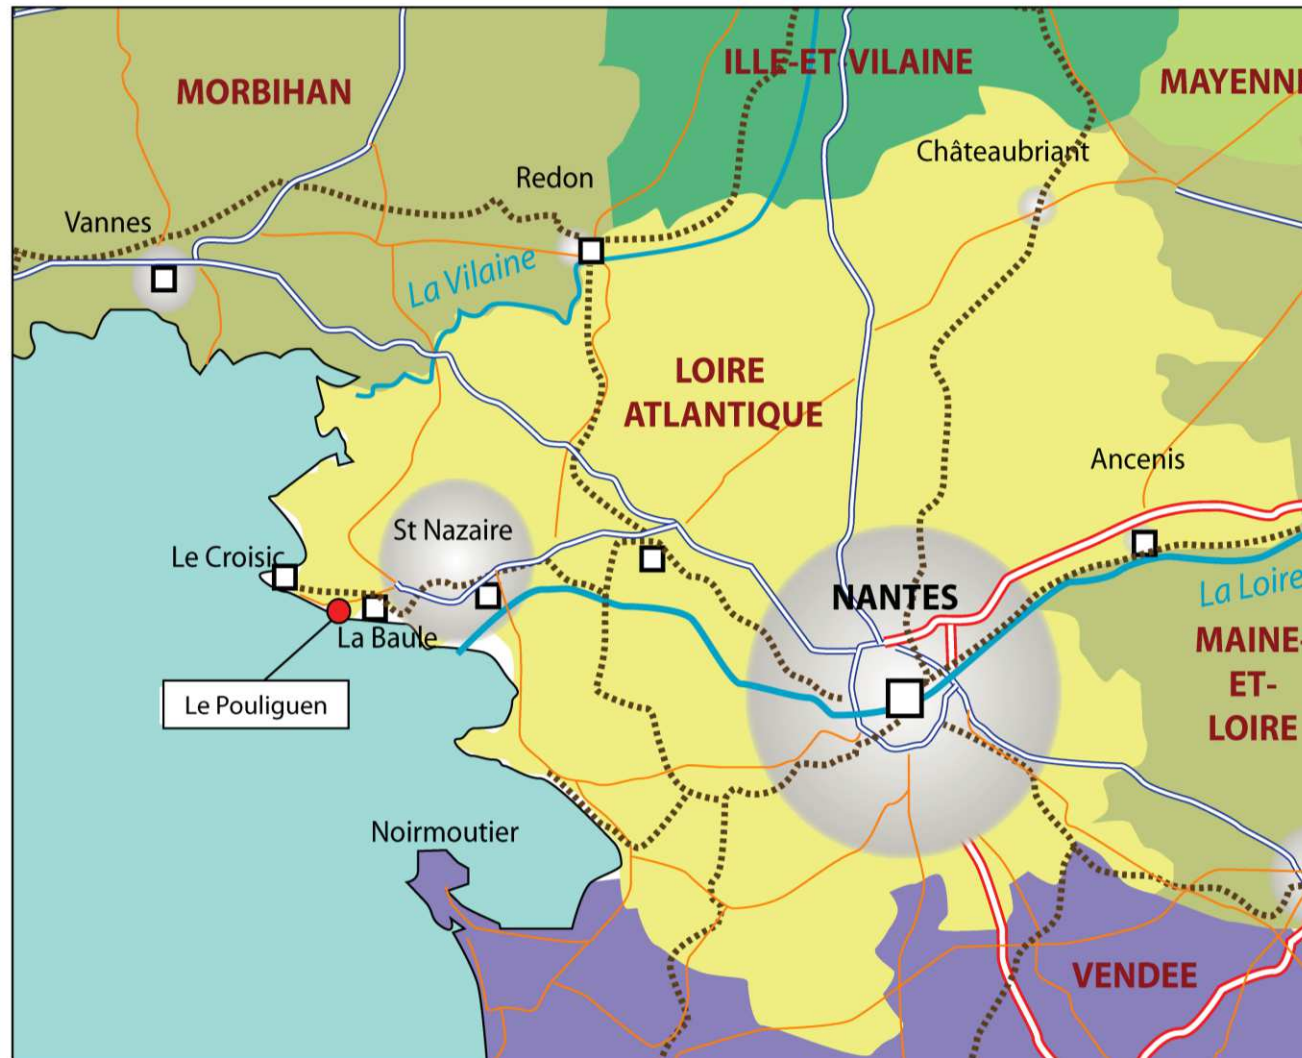 ILLE-ET-VILAINE
MORBIHAN
MAYENN
Châteaubriant
Redon
Vannes
La Vilaine
LOIRE
ATLANTIQUE
Ancenis
St Nazaire
Le Croisic
La Loire
NANTES
La Baule
MAINE-
ET-
LOIRE
Le Pouliguen
Noirmoutier
VENDEE